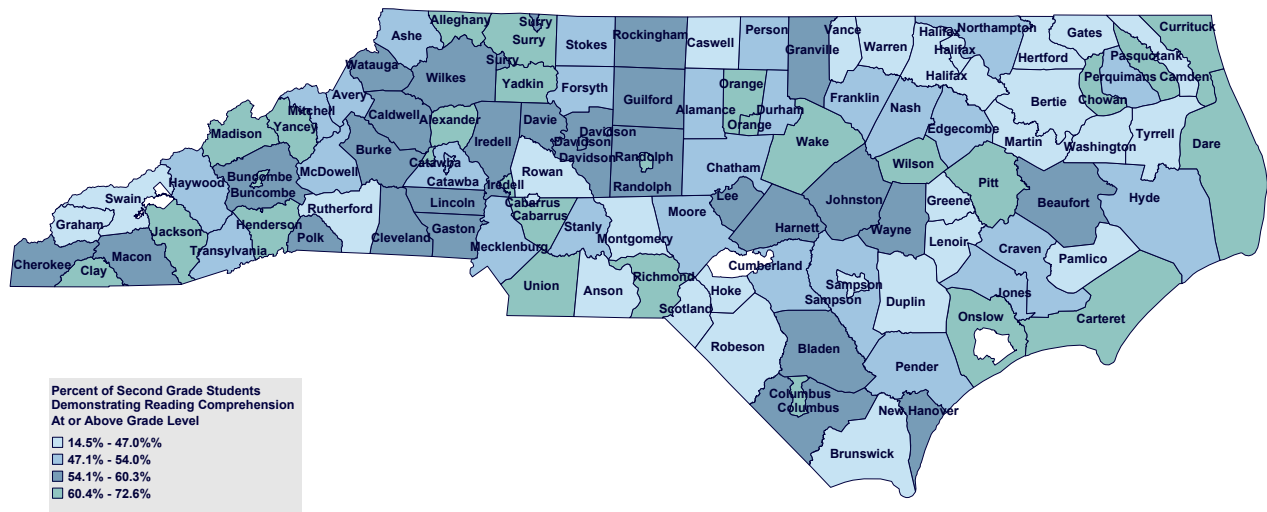 Alleghany
Surry
Currituck
Ashe
Surry
Stokes
Rockingham
Caswell
Person
Granville
Vance
Warren
Halifax
Halifax
Halifax
Northampton
Gates
Hertford
Pasquotank
Perquimans
Camden
Chowan
Watauga
Wilkes
Surry
Yadkin
Forsyth
Guilford
Alamance
Orange
Orange
Durham
Franklin
Nash
Edgecombe
Bertie
Martin
Washington
Tyrrell
Dare
Avery
Mitchell
Yancey
Madison
Caldwell
Alexander
Iredell
Davie
Davidson
Davidson
Davidson
Randolph
Randolph
Chatham
Wake
Wilson
Pitt
Beaufort
Hyde
Burke
McDowell
Catawba
Catawba
Rowan
Iredell
Haywood
Buncombe
Buncombe
Swain
Graham
Jackson
Henderson
Rutherford
Polk
Cleveland
Lincoln
Gaston
Cabarrus
Cabarrus
Mecklenburg
Stanly
Montgomery
Moore
Lee
Harnett
Johnston
Wayne
Greene
Lenoir
Craven
Pamlico
Transylvania
Macon
Cherokee
Clay
Union
Anson
Richmond
Scotland
Hoke
Cumberland
Sampson
Sampson
Duplin
Jones
Onslow
Carteret
Robeson
Bladen
Pender
Columbus
Columbus
New Hanover
Brunswick
Percent of Second Grade Students
Demonstrating Reading Comprehension
At or Above Grade Level
14.5% - 47.0%%
47.1% - 54.0%
54.1% - 60.3%
60.4% - 72.6%